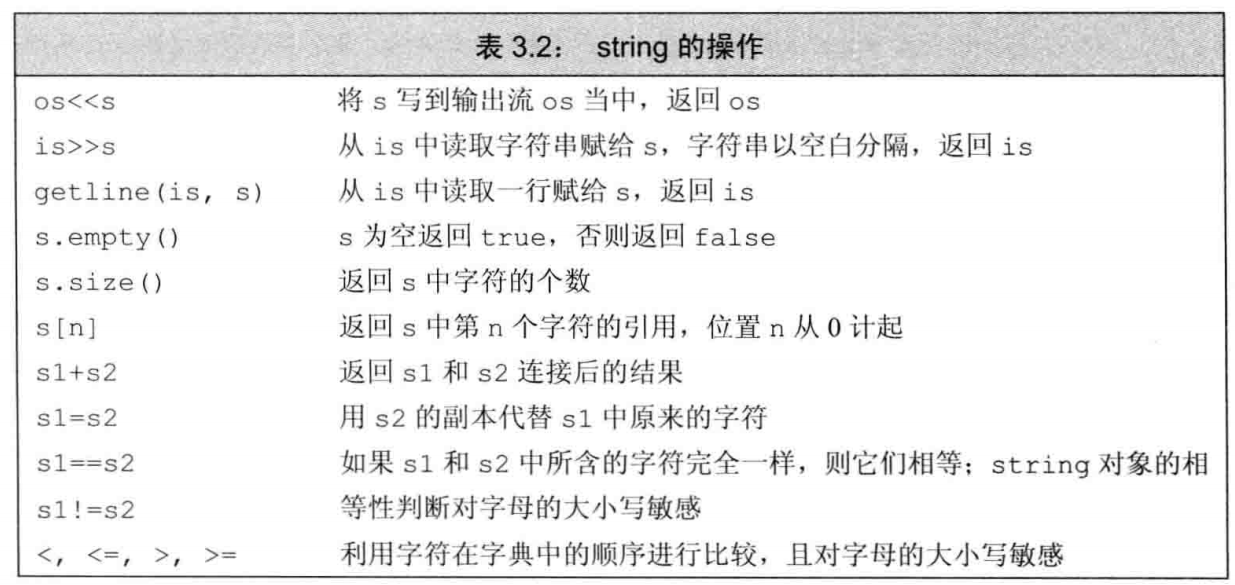 表 3.2: string 的操作
os<<s 将 s 写到输出流 os 当中，返回 os
is>>s 从 is 中读取字符串赋给 s，字符串以空白分隔，返回 is
getline(is, s) 从 is 中读取一行赋给 s，返回 is
s.empty() s 为空返回 true，否则返回 false
s.size() 返回 s 中字符的个数
s[n] 返回 s 中第 n 个字符的引用，位置 n 从 0 计起
s1+s2 返回 s1 和 s2 连接后的结果
s1=s2 用 s2 的副本代替 s1 中原来的字符
s1==s2 如果 s1 和 s2 中所含的字符完全一样，则它们相等；string 对象的相
s1!=s2 等性判断对字母的大小写敏感
<, <=, >, >= 利用字符在字典中的顺序进行比较，且对字母的大小写敏感